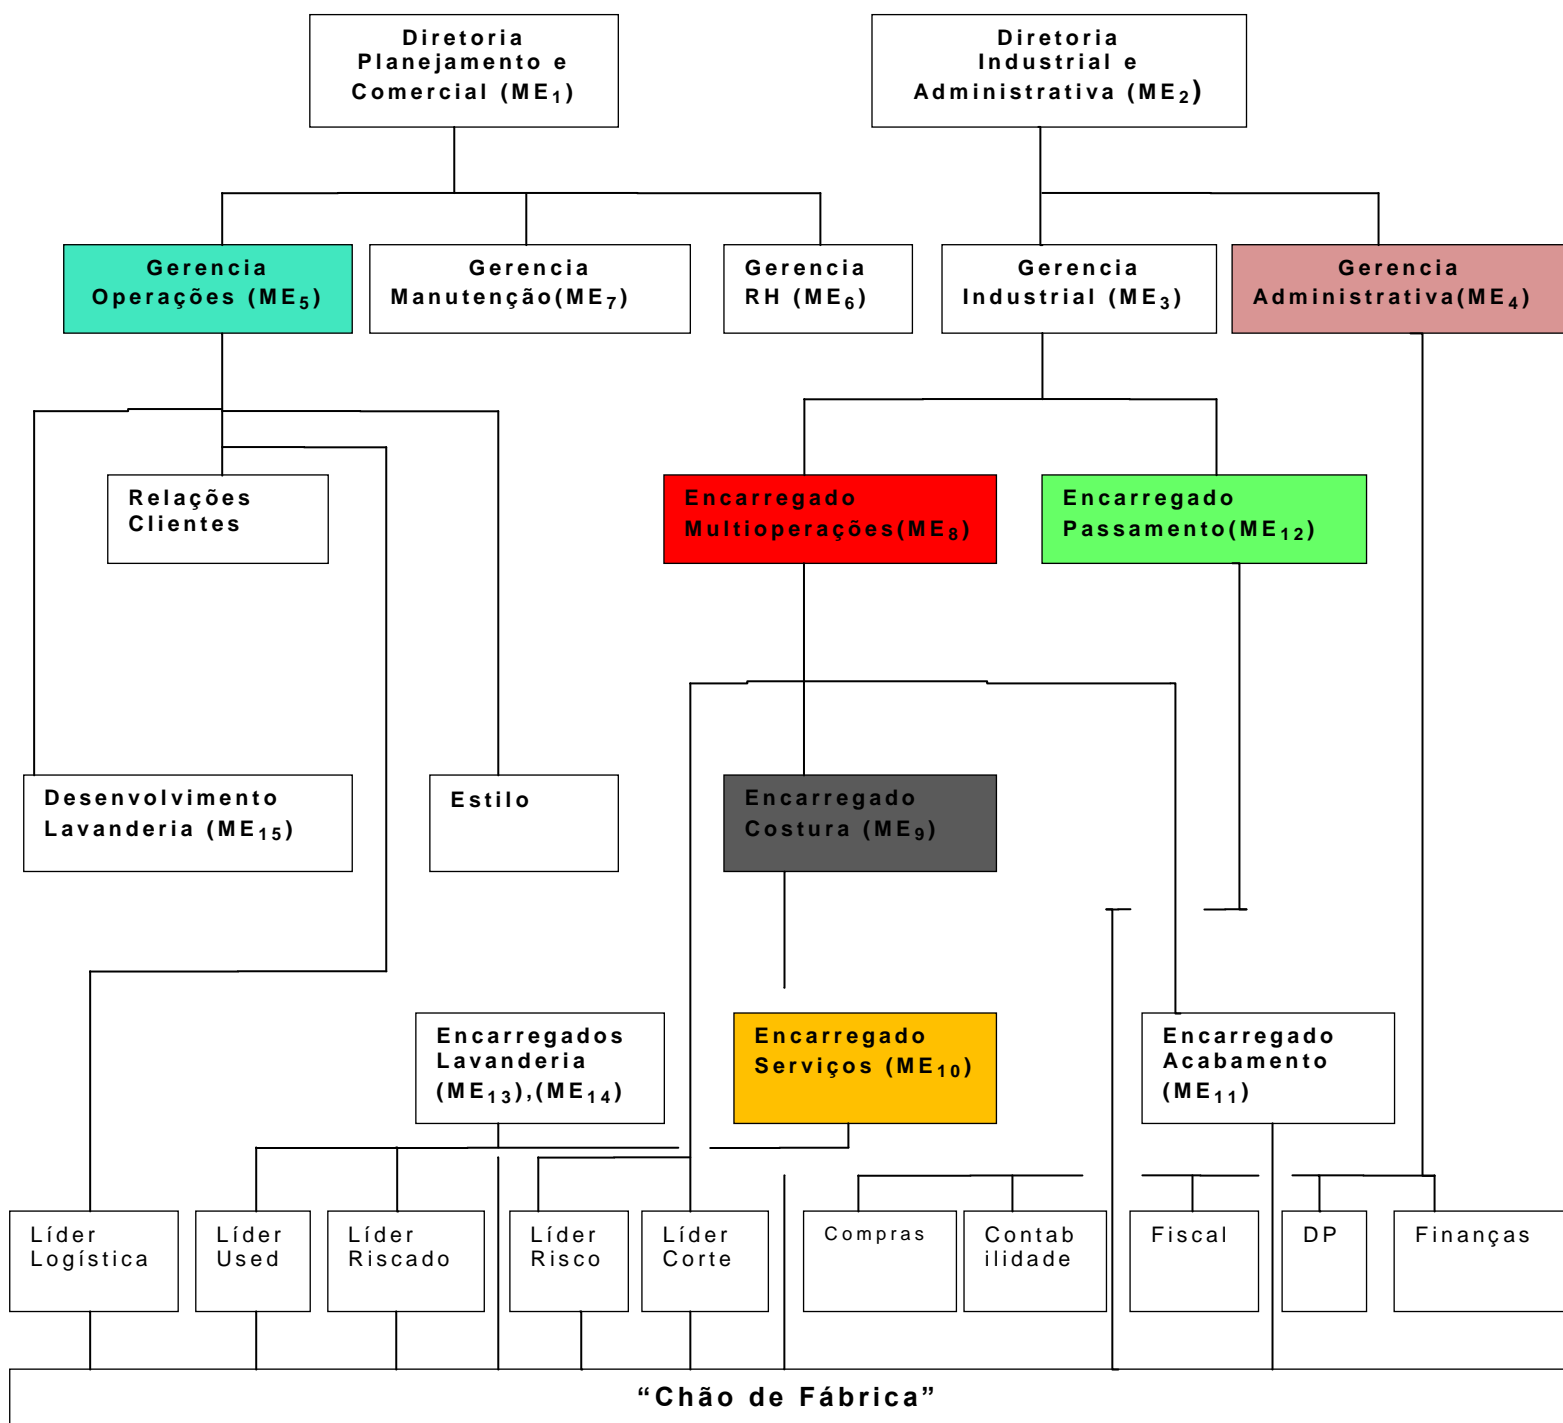 Diretoria
Planejamento e
Comercial (ME1)
Diretoria
Industrial e
Administrativa (ME2)
Gerencia
Operações (ME5)
Gerencia
Manutenção(ME7)
Gerencia
RH (ME6)
Gerencia
Industrial (ME3)
Gerencia
Administrativa(ME4)
Relações
Clientes
Encarregado
Multioperações(ME8)
Encarregado
Passamento(ME12)
Desenvolvimento
Lavanderia (ME15)
Estilo
Encarregado
Costura (ME9)
Encarregados
Lavanderia
(ME13),(ME14)
Encarregado
Serviços (ME10)
Encarregado
Acabamento
(ME11)
Líder
Logística
Líder
Used
Líder
Riscado
Líder
Risco
Líder
Corte
Compras
Contab
ilidade
Fiscal
DP
Finanças
“Chão de Fábrica”